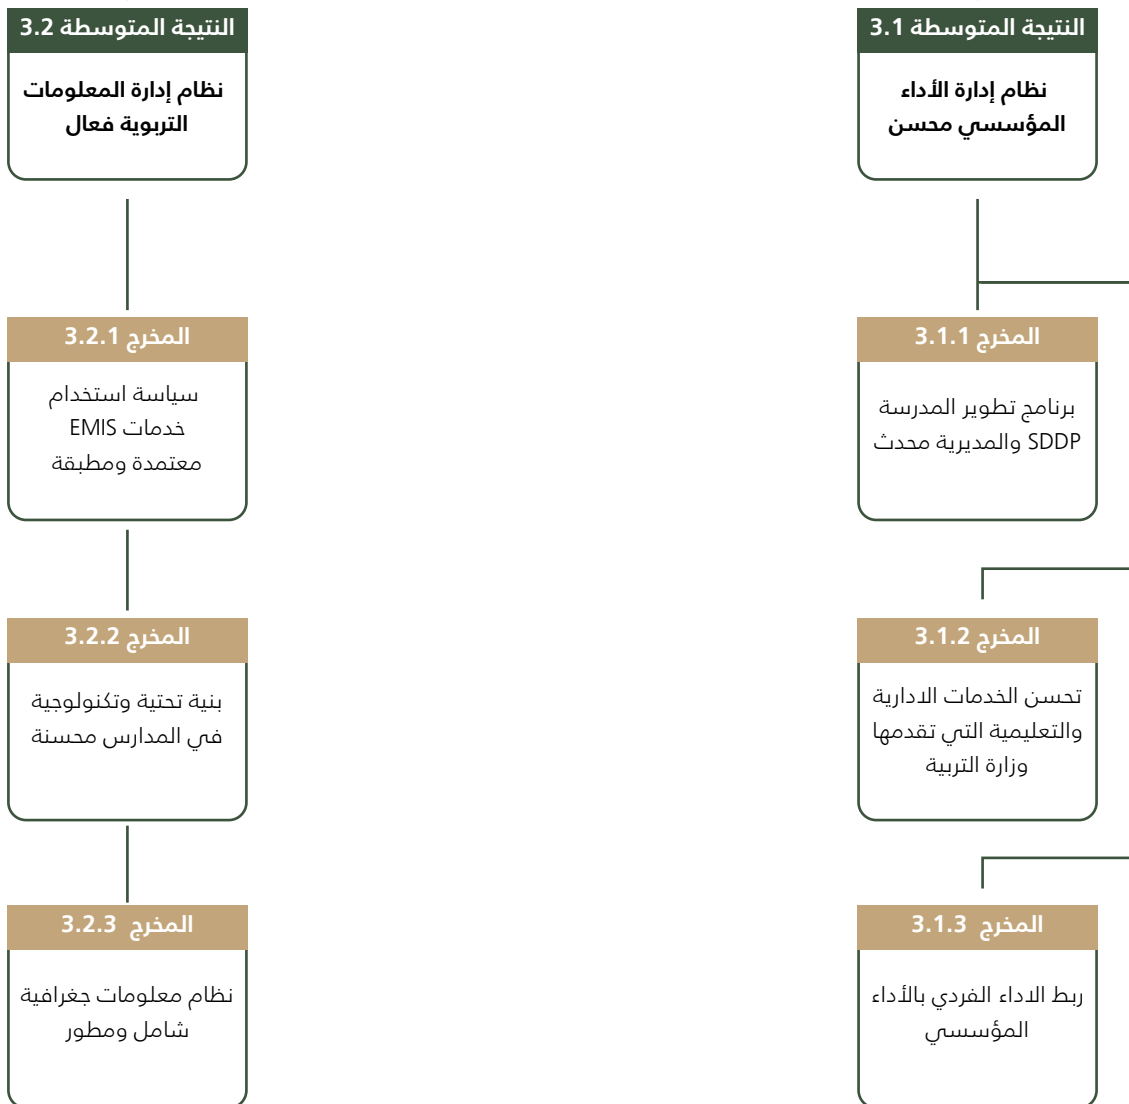 النتيجة المتوسطة 3.1
نظام إدارة الأداء
المؤسسي محسن
المخرج 3.1.1
برنامج تطوير المدرسة
والمديرية محدث SDDP
المخرج 3.1.2
تحسن الخدمات الادارية
والتعليمية التي تقدمها
وزارة التربية
المخرج 3.1.3
ربط الاداء الفردي بالأداء
المؤسسي
النتيجة المتوسطة 3.2
نظام إدارة المعلومات
التربوية فعال
المخرج 3.2.1
سياسة استخدام
خدمات EMIS
معتمدة ومطبقة
المخرج 3.2.2
بنية تحتية وتكنولوجية
في المدارس محسنة
المخرج 3.2.3
نظام معلومات جغرافية
شامل ومطور